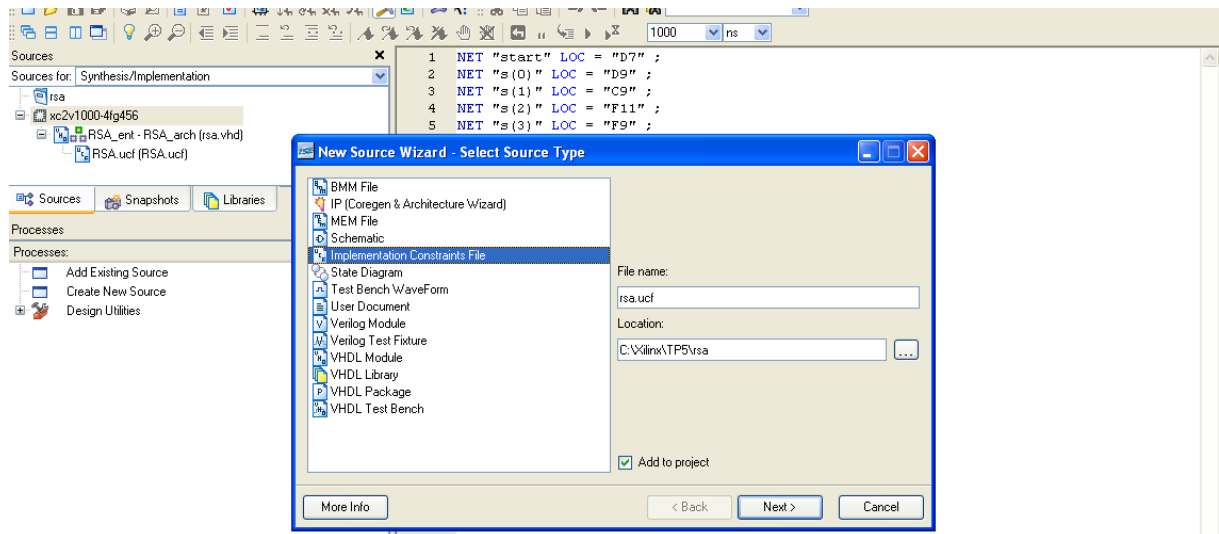 1000 ns
Sources
Sources for: Synthesis/Implementation
rsa
xc2v1000-4fg456
RSA_ent - RSA_arch (rsa.vhd)
RSA.ucf (RSA.ucf)
Sources Snapshots Libraries
Processes
Processes:
Add Existing Source
Create New Source
Design Utilities
1 NET "start" LOC = "D7" ;
2 NET "s(0)" LOC = "D9" ;
3 NET "s(1)" LOC = "C9" ;
4 NET "s(2)" LOC = "F11" ;
5 NET "s(3)" LOC = "F9" ;
New Source Wizard - Select Source Type
BMM File
IP (Coregen & Architecture Wizard)
MEM File
Schematic
Implementation Constraints File
State Diagram
Test Bench WaveForm
User Document
Verilog Module
Verilog Test Fixture
VHDL Module
VHDL Library
VHDL Package
VHDL Test Bench
File name:
rsa.ucf
Location:
C:\Xilinx\TP5\rsa
...
Add to project
More Info
< Back
Next >
Cancel